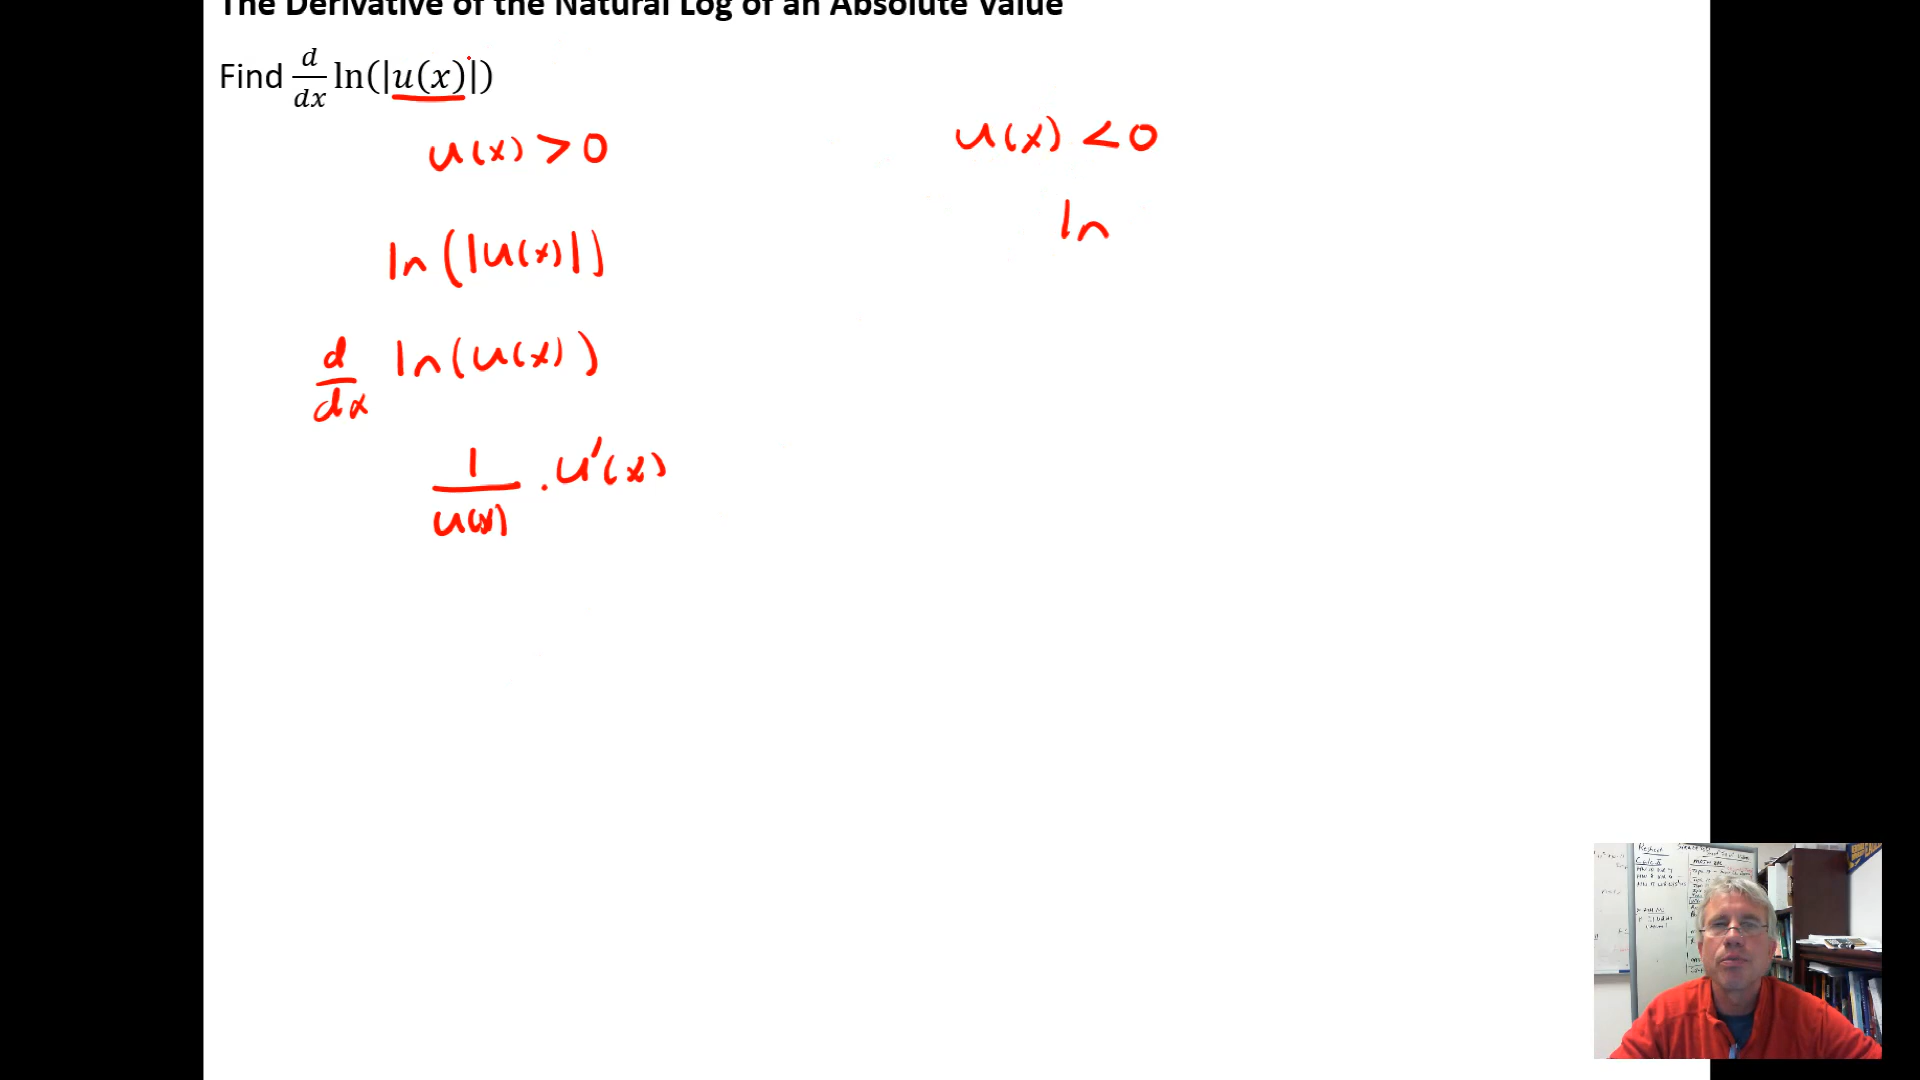 The Derivative of the Natural Log of an Absolute Value
Find d/dx ln(|u(x)|)
u(x) > 0
ln(|u(x)|)
d/dx ln(u(x))
1/u(x) · u'(x)
u(x) < 0
ln